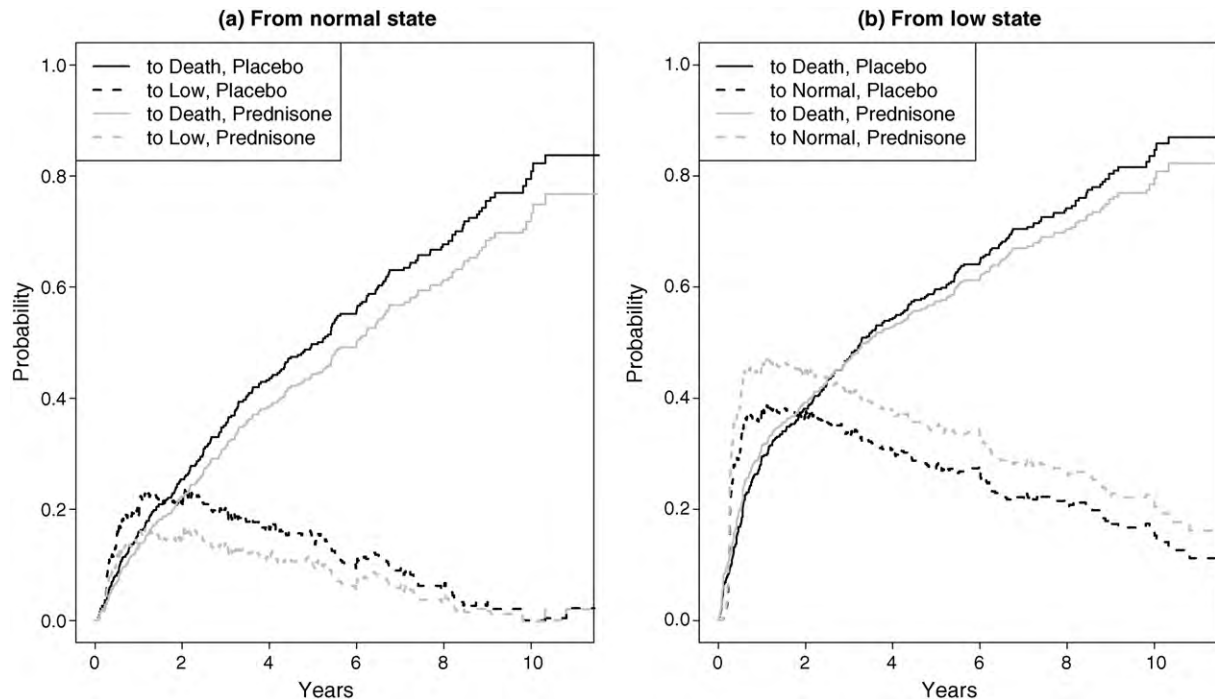 (a) From normal state
to Death, Placebo
to Low, Placebo
to Death, Prednisone
to Low, Prednisone
Probability
1.0
0.8
0.6
0.4
0.2
0.0
0 2 4 6 8 10
Years
(b) From low state
to Death, Placebo
to Normal, Placebo
to Death, Prednisone
to Normal, Prednisone
Probability
1.0
0.8
0.6
0.4
0.2
0.0
0 2 4 6 8 10
Years